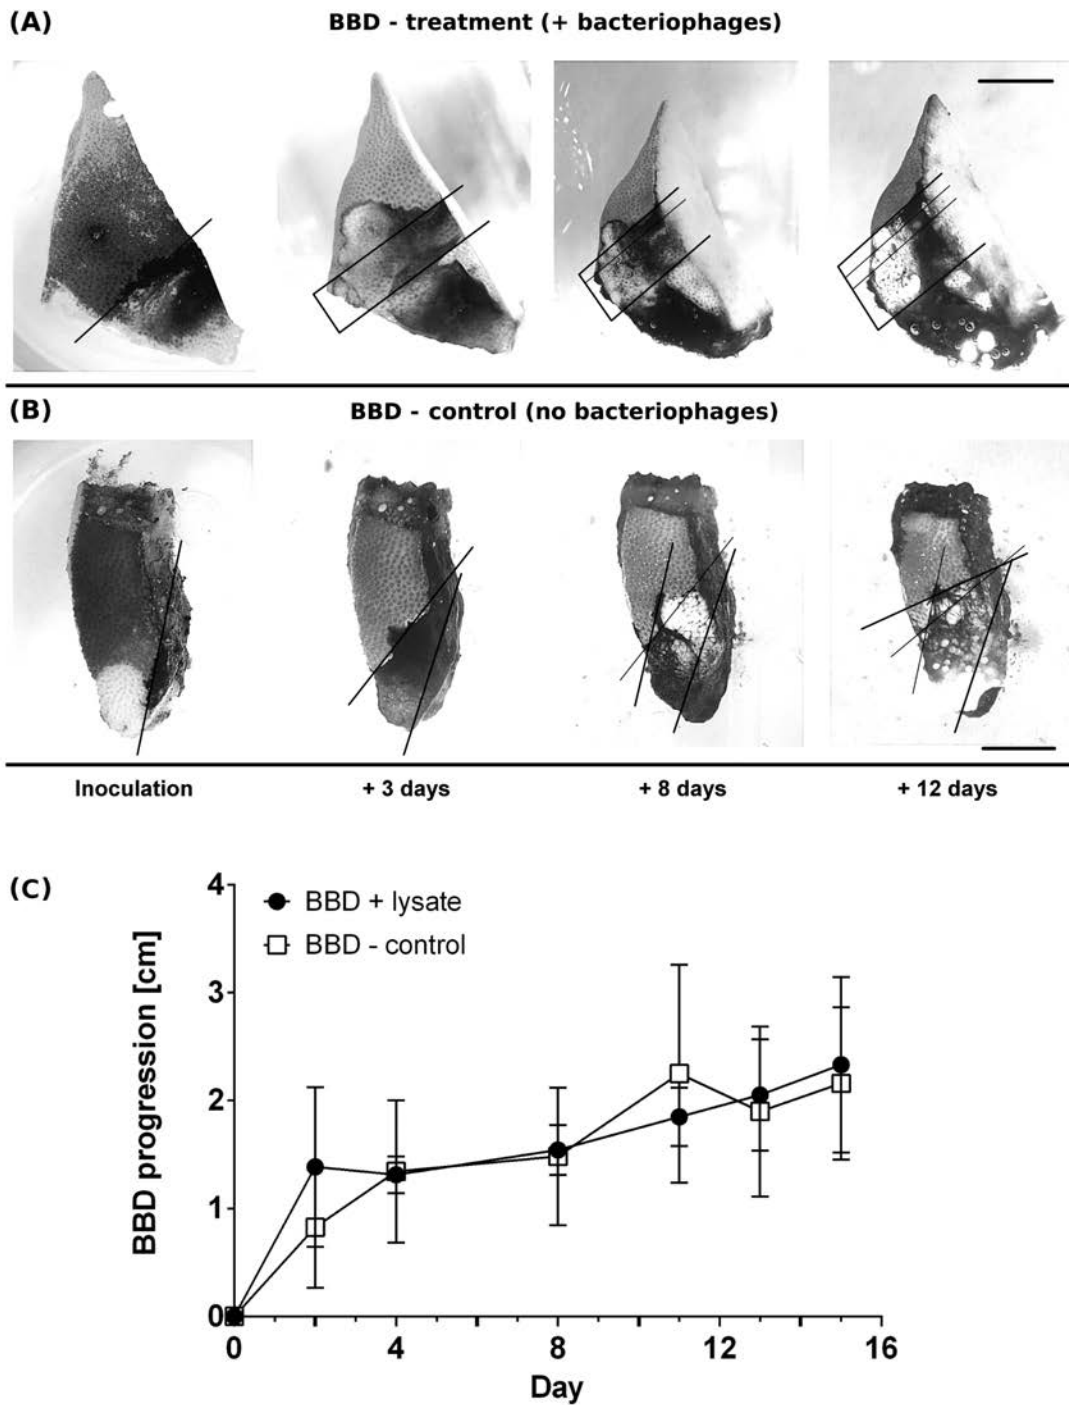 (A) BBD - treatment (+ bacteriophages)
(B) BBD - control (no bacteriophages)
Inoculation + 3 days + 8 days + 12 days
(C)
BBD + lysate
BBD - control
BBD progression [cm]
4
3
2
1
0
0 4 8 12 16
Day